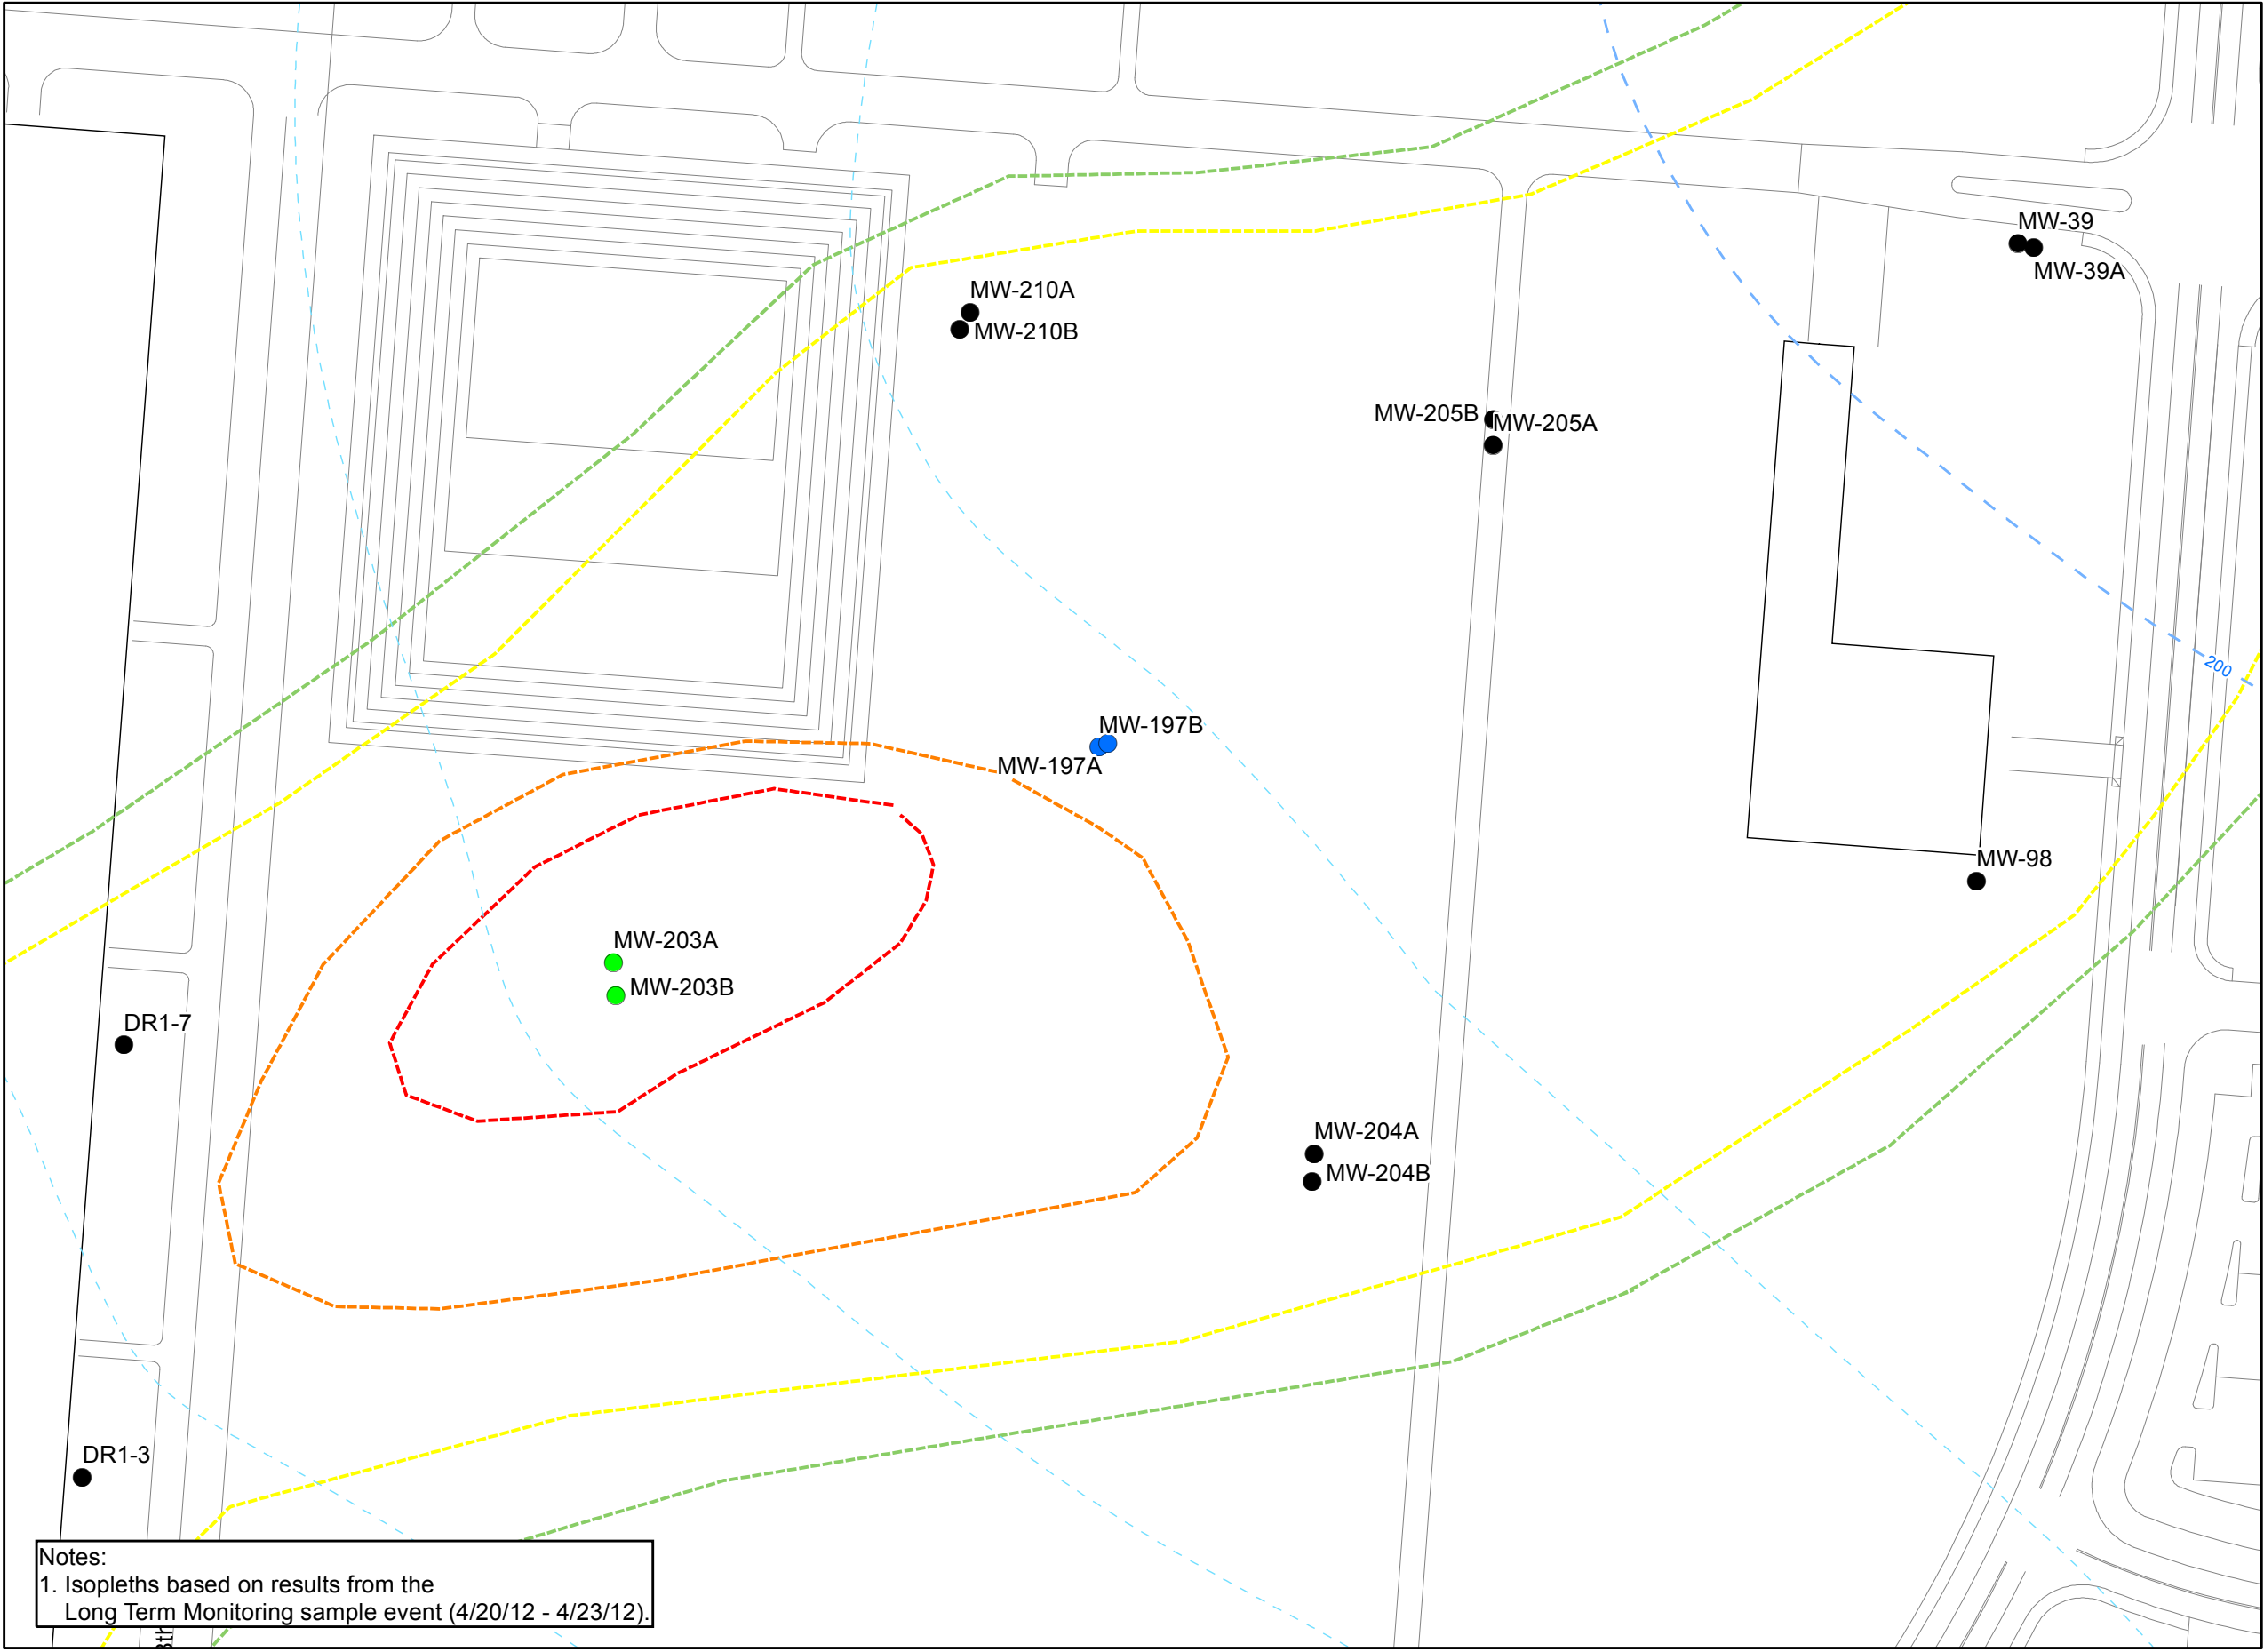 MW-39
MW-39A
MW-210A
MW-210B
MW-205B
MW-205A
200
MW-197B
MW-197A
MW-98
MW-203A
MW-203B
DR1-7
MW-204A
MW-204B
DR1-3
Notes:
1. Isopleths based on results from the
Long Term Monitoring sample event (4/20/12 - 4/23/12).